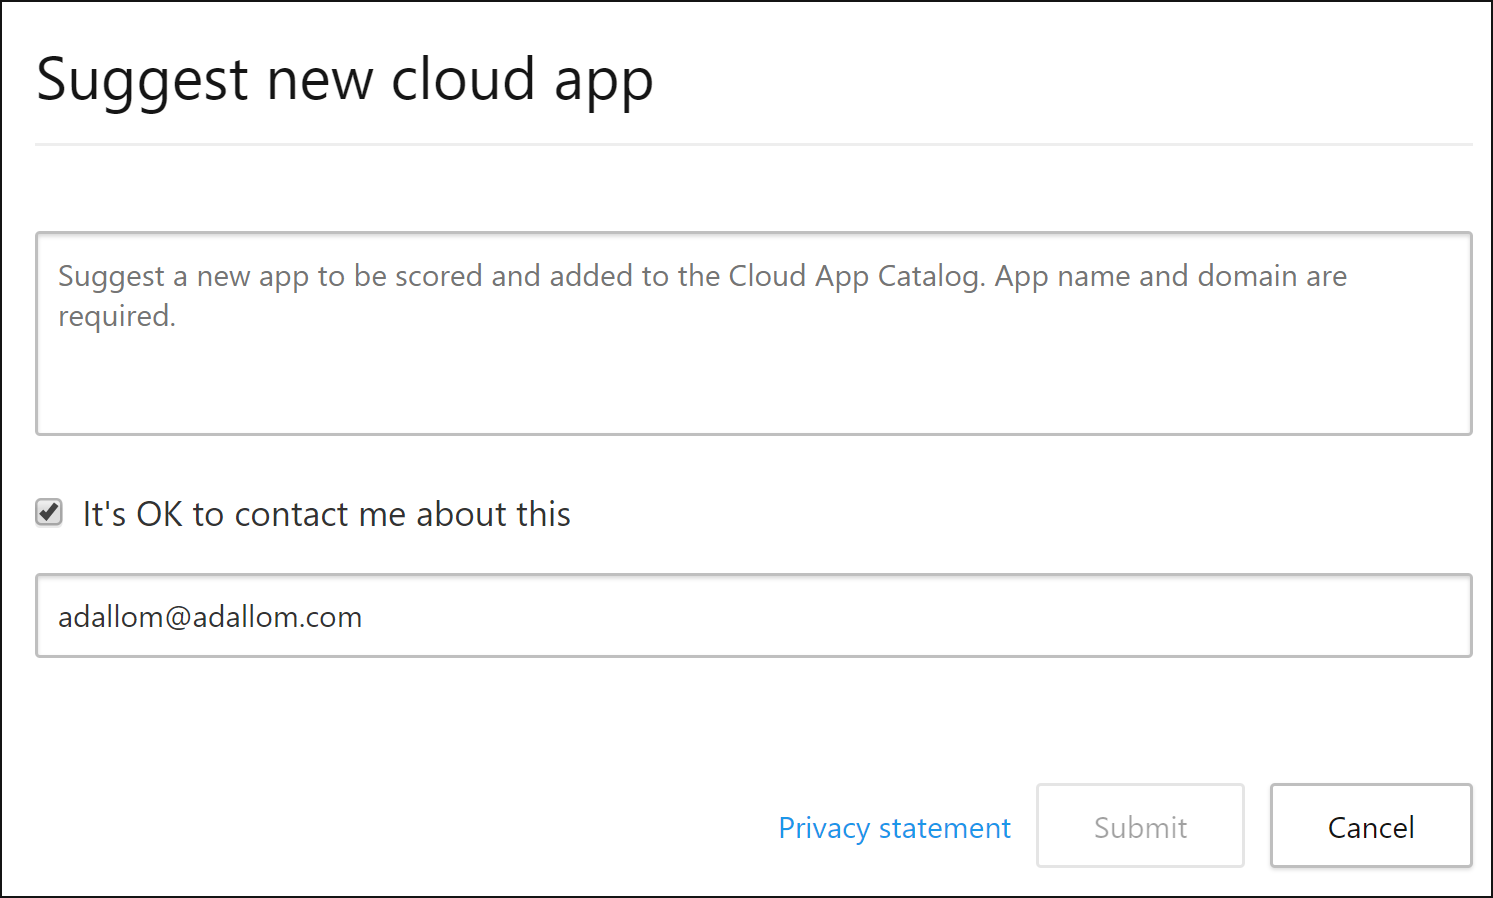 Suggest new cloud app
Suggest a new app to be scored and added to the Cloud App Catalog. App name and domain are
required.
It's OK to contact me about this
adallom@adallom.com
Privacy statement
Submit
Cancel